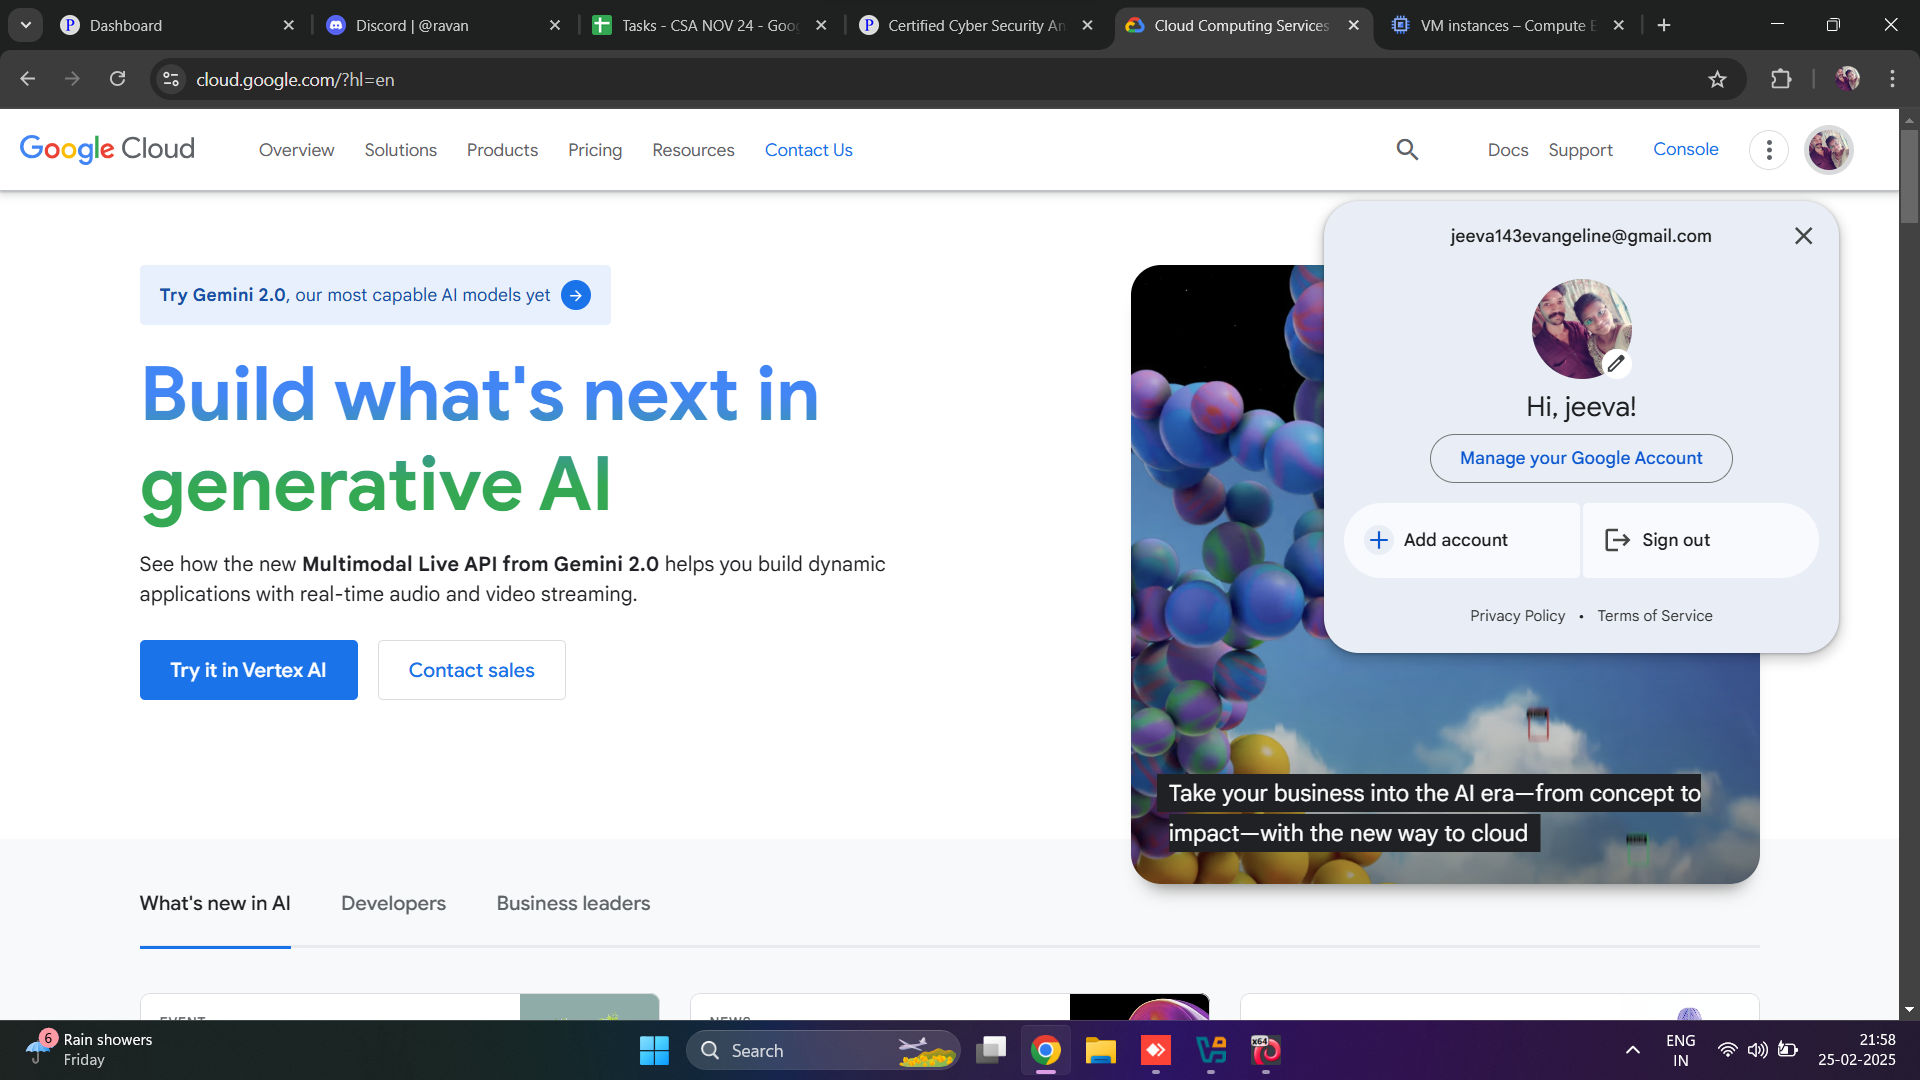 Dashboard
Discord | @ravan
Tasks - CSA NOV 24 - Goog
Certified Cyber Security An
Cloud Computing Services
VM instances – Compute E
cloud.google.com/?hl=en
Google Cloud
Overview
Solutions
Products
Pricing
Resources
Contact Us
Docs
Support
Console
jeeva143evangeline@gmail.com
Hi, jeeva!
Manage your Google Account
Add account
Sign out
Privacy Policy • Terms of Service
Try Gemini 2.0, our most capable AI models yet
Build what's next in
generative AI
See how the new Multimodal Live API from Gemini 2.0 helps you build dynamic
applications with real-time audio and video streaming.
Try it in Vertex AI
Contact sales
Take your business into the AI era—from concept to
impact—with the new way to cloud
What's new in AI
Developers
Business leaders
EVENT
NEWS
6
Rain showers
Friday
Search
x64
ENG
IN
21:58
25-02-2025